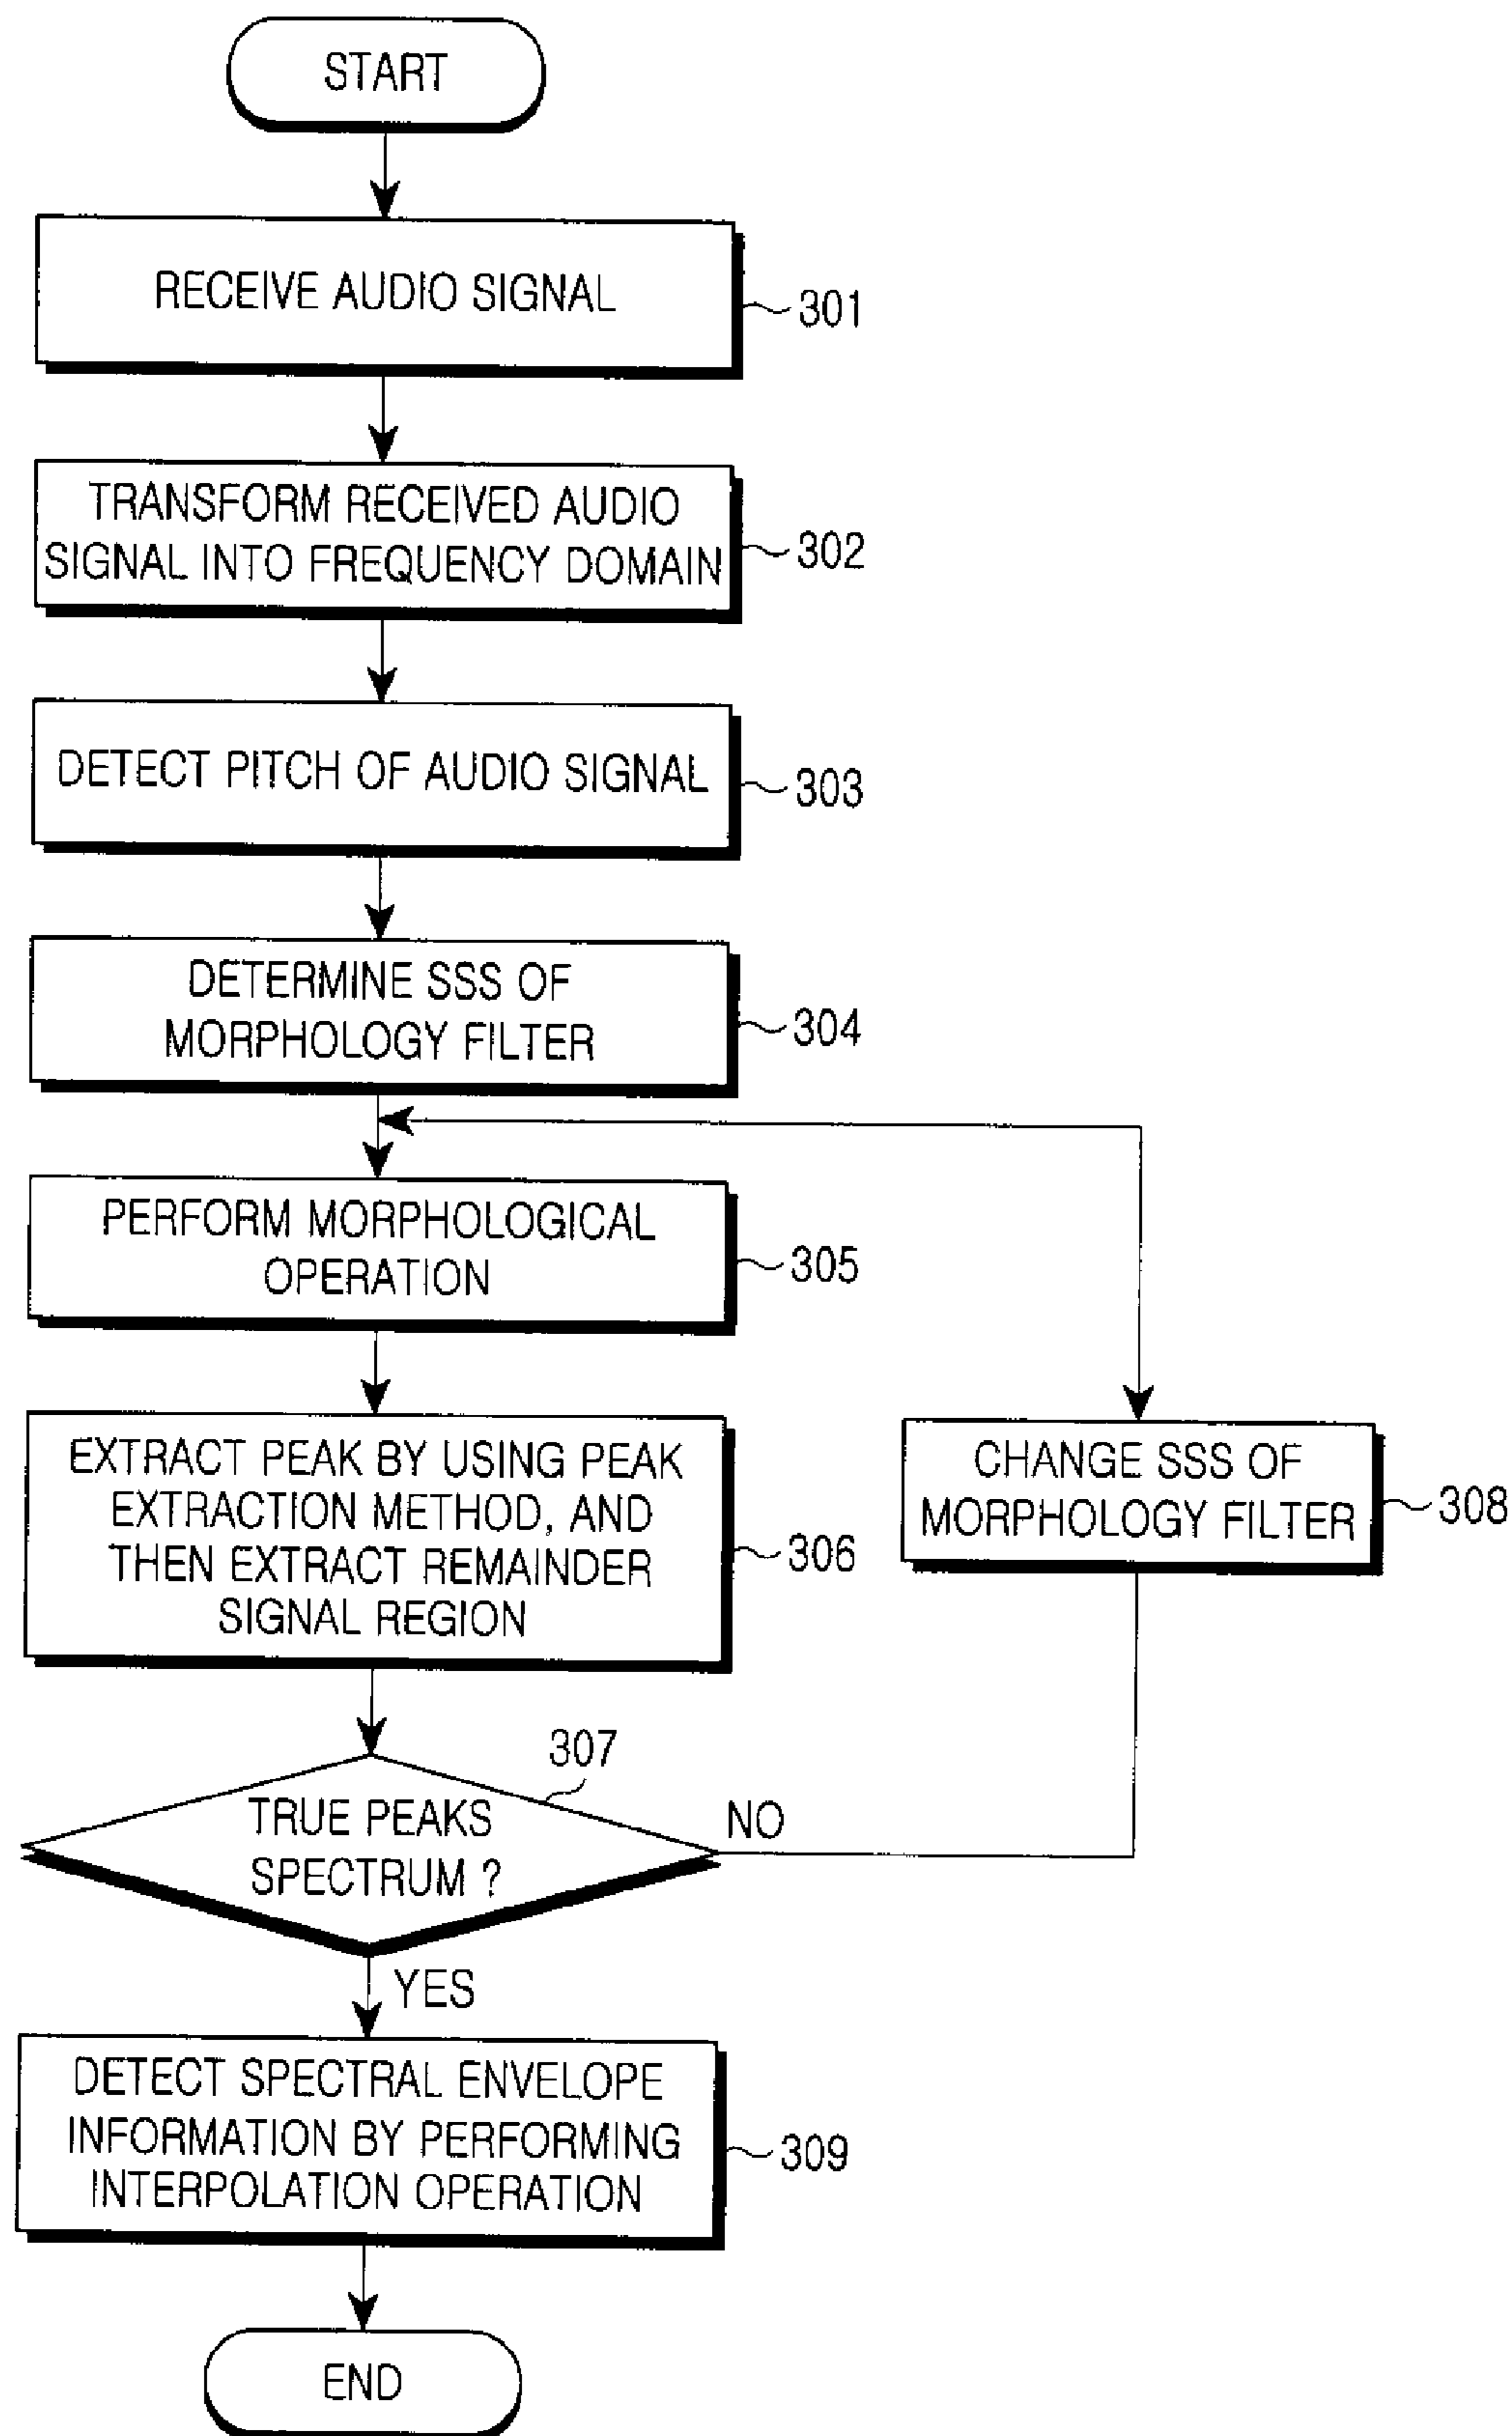 START
RECEIVE AUDIO SIGNAL
301
TRANSFORM RECEIVED AUDIO
SIGNAL INTO FREQUENCY DOMAIN
302
DETECT PITCH OF AUDIO SIGNAL
303
DETERMINE SSS OF
MORPHOLOGY FILTER
304
PERFORM MORPHOLOGICAL
OPERATION
305
EXTRACT PEAK BY USING PEAK
EXTRACTION METHOD, AND
THEN EXTRACT REMAINDER
SIGNAL REGION
306
CHANGE SSS OF
MORPHOLOGY FILTER
308
307
TRUE PEAKS
SPECTRUM ?
NO
YES
DETECT SPECTRAL ENVELOPE
INFORMATION BY PERFORMING
INTERPOLATION OPERATION
309
END